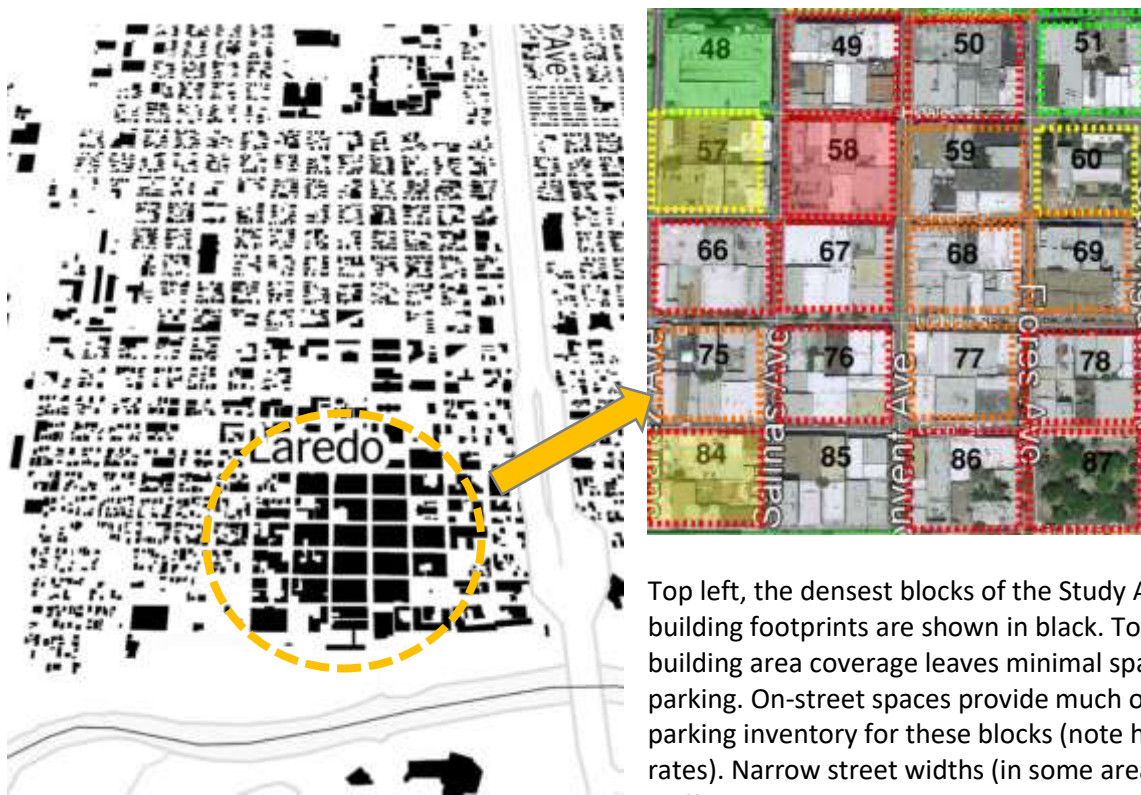 Ave
Laredo
48 49 50 51
57 58 59 60
66 67 68 69
75 76 77 78
84 85 86 87
Ave
Salinas Ave
nvent Ave
Flores Ave
Top left, the densest blocks of the Study A
building footprints are shown in black. To
building area coverage leaves minimal spa
parking. On-street spaces provide much o
parking inventory for these blocks (note h
rates). Narrow street widths (in some area